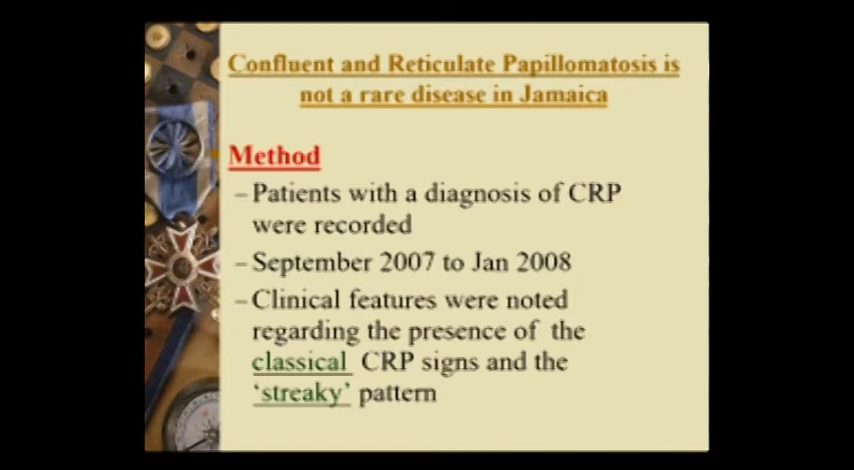 Confluent and Reticulate Papillomatosis is
not a rare disease in Jamaica
Method
–Patients with a diagnosis of CRP
were recorded
–September 2007 to Jan 2008
–Clinical features were noted
regarding the presence of the
classical CRP signs and the
‘streaky’ pattern